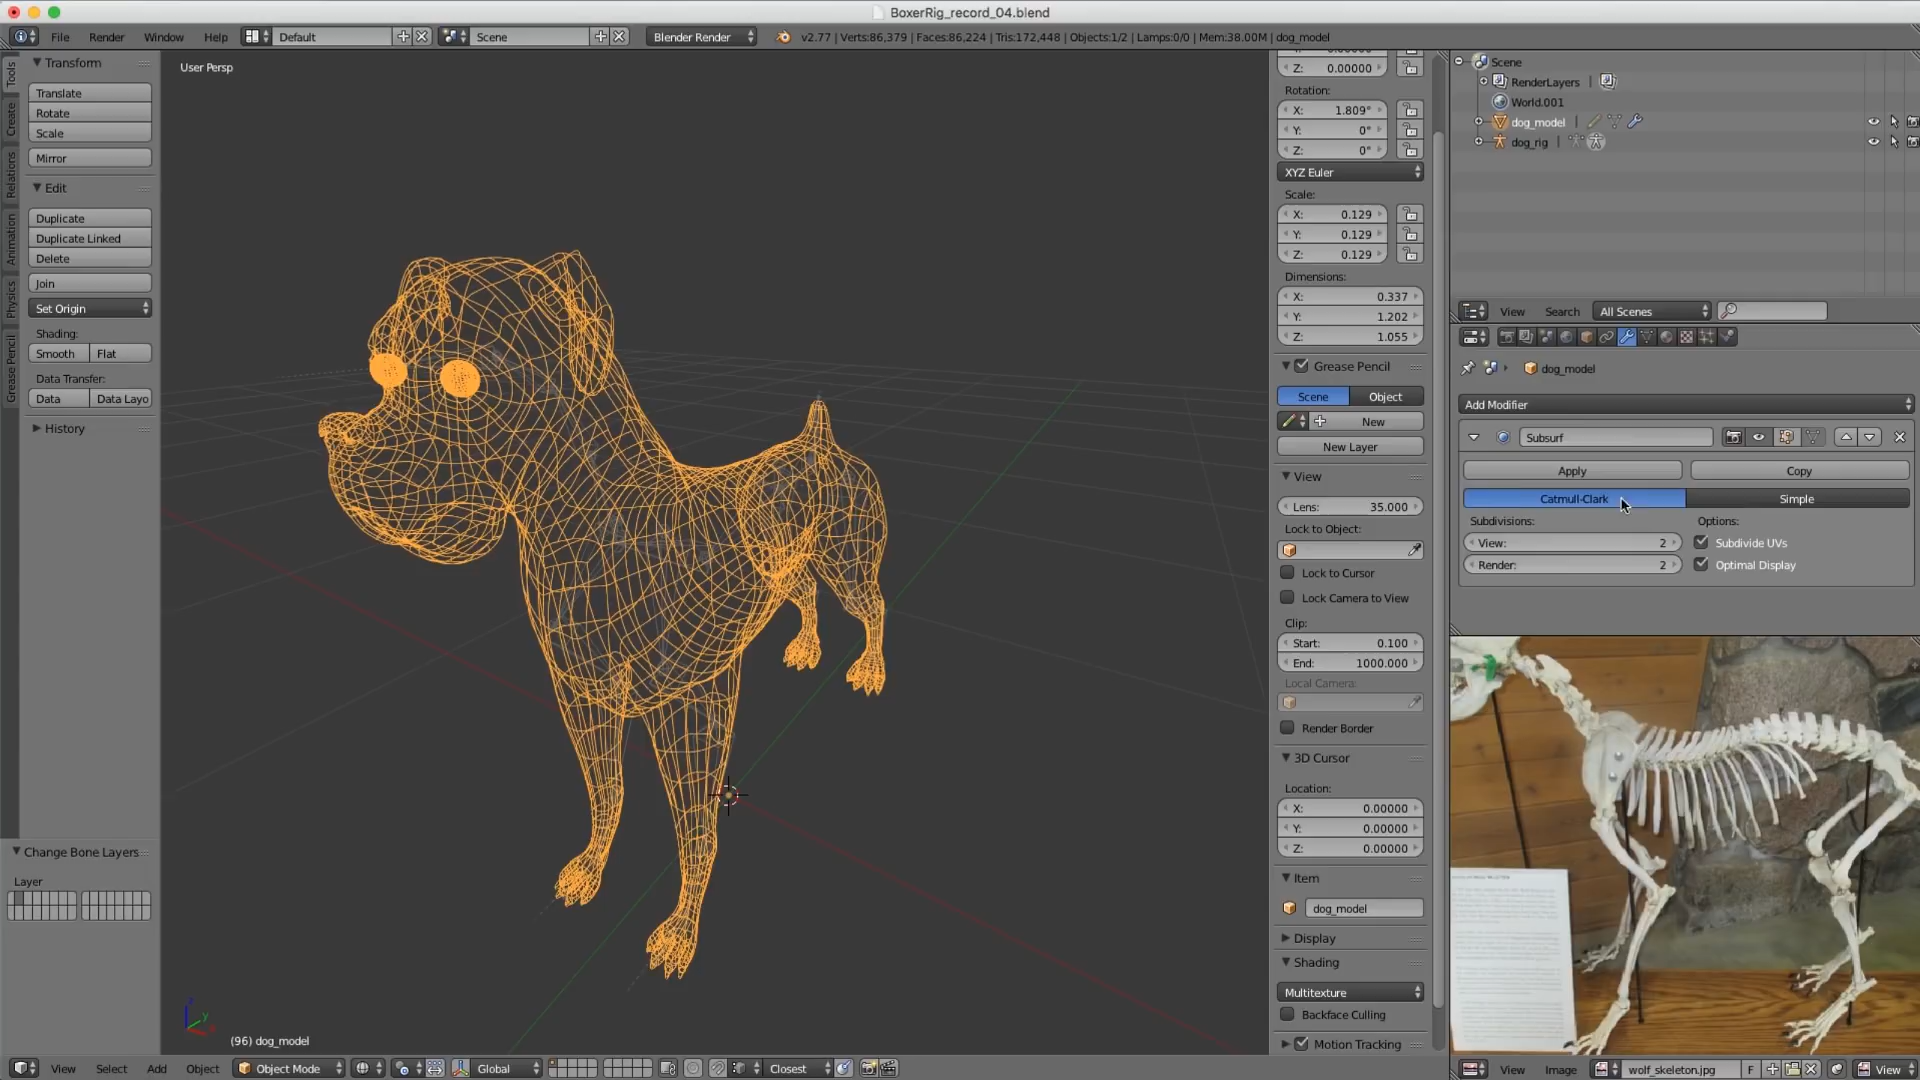 BoxerRig_record_04.blend
File Render Window Help Default Scene Blender Render v2.77 | Verts:86,379 | Faces:86,224 | Tris:172,448 | Objects:1/2 | Lamps:0/0 | Mem:38.00M | dog_model
Tools
Create
Relations
Animation
Physics
Grease Pencil
Transform
Translate
Rotate
Scale
Mirror
Edit
Duplicate
Duplicate Linked
Delete
Join
Set Origin
Shading:
Smooth Flat
Data Transfer:
Data Data Layo
History
Change Bone Layers
Layer
User Persp
(96) dog_model
Z: 0.00000
Rotation:
X: 1.809°
Y: 0°
Z: 0°
XYZ Euler
Scale:
X: 0.129
Y: 0.129
Z: 0.129
Dimensions:
X: 0.337
Y: 1.202
Z: 1.055
Grease Pencil
Scene Object
New
New Layer
View
Lens: 35.000
Lock to Object:
Lock to Cursor
Lock Camera to View
Clip:
Start: 0.100
End: 1000.000
Local Camera:
Render Border
3D Cursor
Location:
X: 0.00000
Y: 0.00000
Z: 0.00000
Item
dog_model
Display
Shading
Multitexture
Backface Culling
Motion Tracking
Scene
RenderLayers |
World.001
dog_model |
dog_rig |
View Search All Scenes
dog_model
Add Modifier
Subsurf
Apply Copy
Catmull-Clark Simple
Subdivisions: Options:
View: 2 Subdivide UVs
Render: 2 Optimal Display
View Select Add Object Object Mode Global Closest
View Image wolf_skeleton.jpg F View